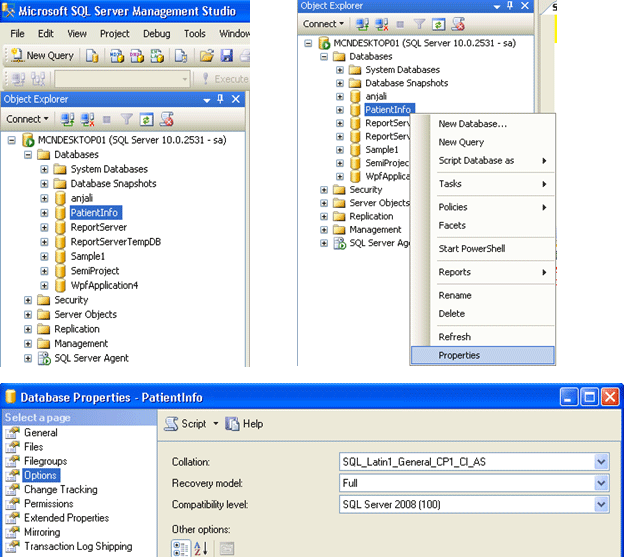 Microsoft SQL Server Management Studio
File Edit View Project Debug Tools Window
New Query
Execute
Object Explorer
Connect
MCNDESKTOP01 (SQL Server 10.0.2531 - sa)
Databases
System Databases
Database Snapshots
anjali
PatientInfo
ReportServer
ReportServerTempDB
Sample1
SemiProject
WpfApplication4
Security
Server Objects
Replication
Management
SQL Server Agent
Object Explorer
Connect
MCNDESKTOP01 (SQL Server 10.0.2531 - sa)
Databases
System Databases
Database Snapshots
anjali
PatientInfo
ReportServ
ReportServ
Sample1
SemiProjec
WpfApplica
Security
Server Objects
Replication
Management
SQL Server Age
New Database...
New Query
Script Database as
Tasks
Policies
Facets
Start PowerShell
Reports
Rename
Delete
Refresh
Properties
Database Properties - PatientInfo
Select a page
General
Files
Filegroups
Options
Change Tracking
Permissions
Extended Properties
Mirroring
Transaction Log Shipping
Script Help
Collation: SQL_Latin1_General_CP1_CI_AS
Recovery model: Full
Compatibility level: SQL Server 2008 (100)
Other options: